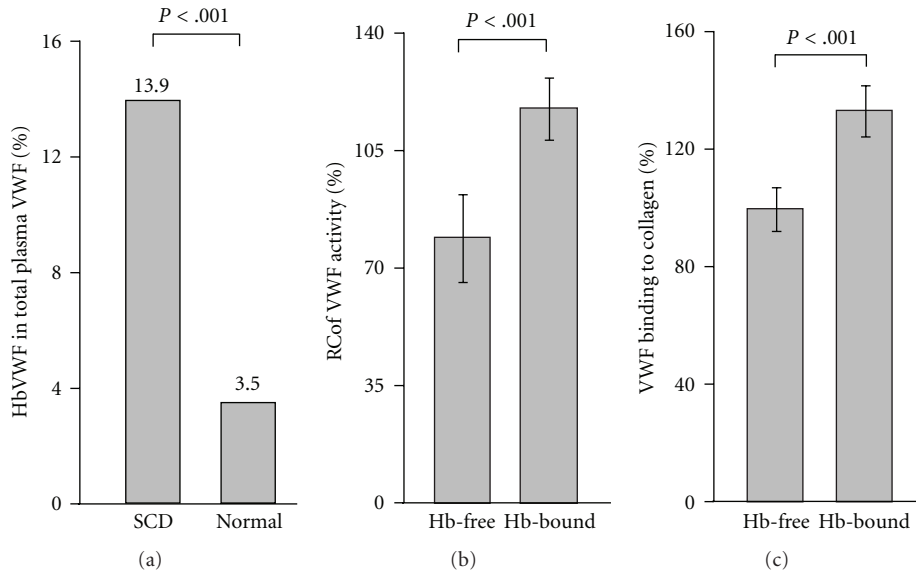 P < .001
16
13.9
12
8
4
3.5
0
HbVWF in total plasma VWF (%)
SCD Normal
(a)
P < .001
140
105
70
35
0
RCof VWF activity (%)
Hb-free Hb-bound
(b)
P < .001
160
120
80
40
0
VWF binding to collagen (%)
Hb-free Hb-bound
(c)